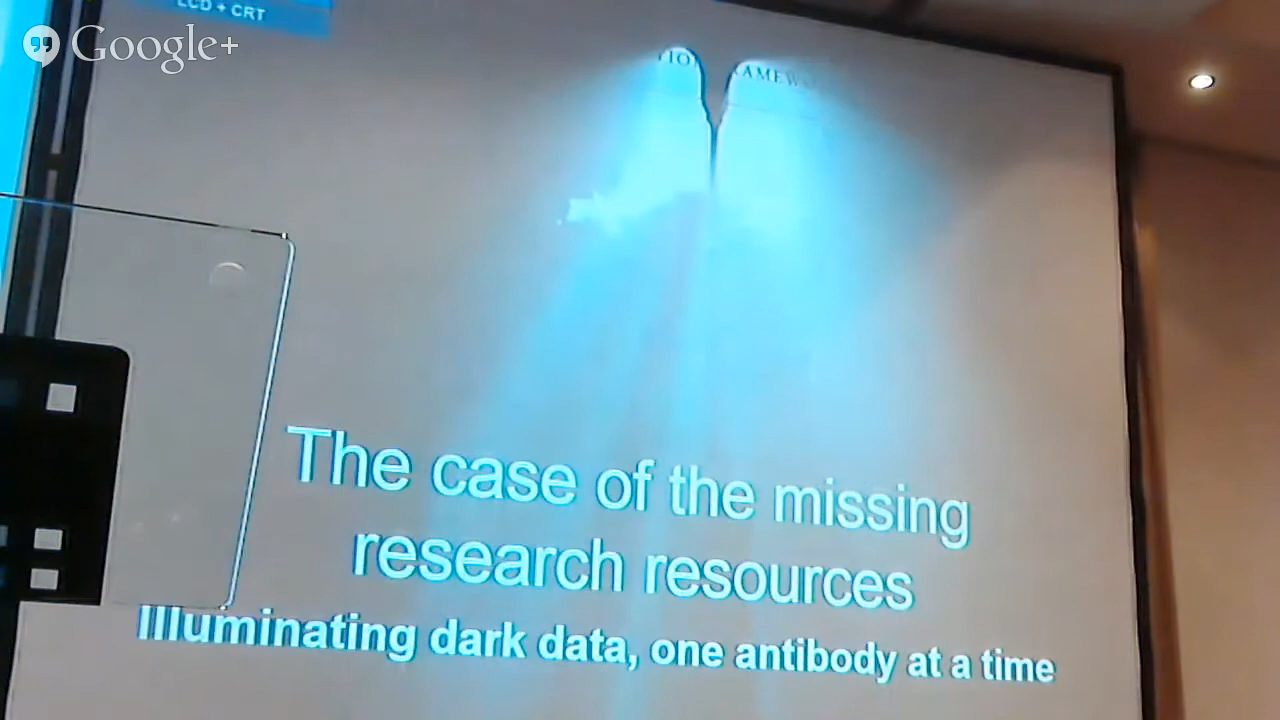 LCD + CRT
Google+
The case of the missing
research resources
Illuminating dark data, one antibody at a time